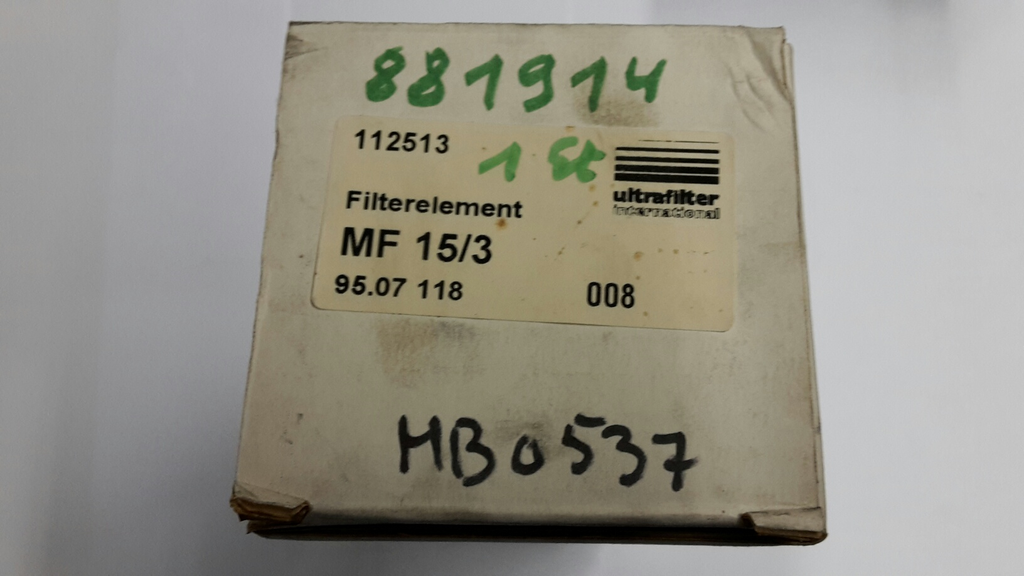 881914
112513
1 St
ultrafilter
international
Filterelement
MF 15/3
95.07 118
008
HB0537